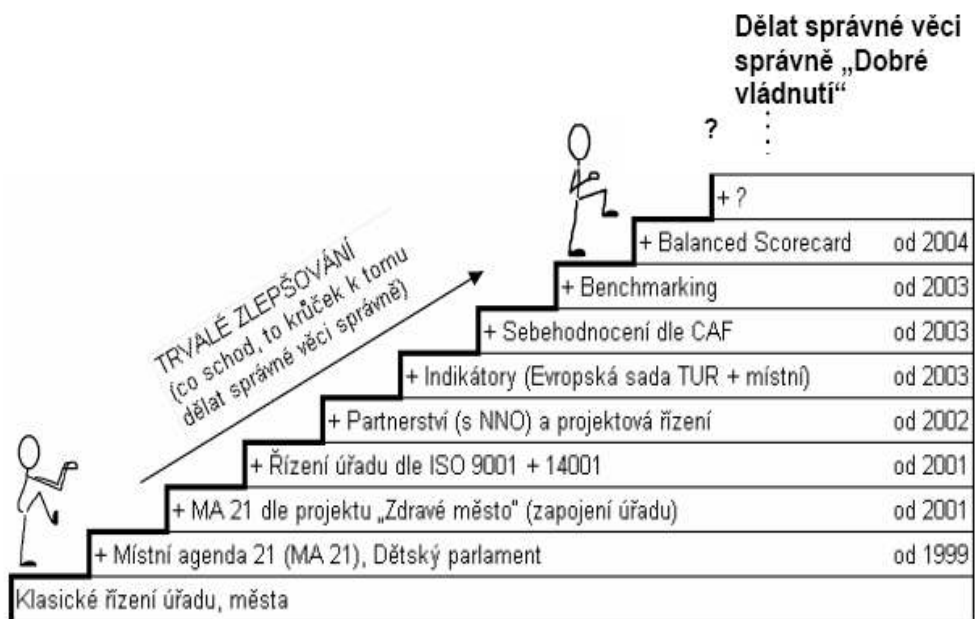 Dělat správné věci
správně „Dobré
vládnutí“
?
+ ?
+ Balanced Scorecard od 2004
+ Benchmarking od 2003
+ Sebehodnocení dle CAF od 2003
+ Indikátory (Evropská sada TUR + místní) od 2003
+ Partnerství (s NNO) a projektová řízení od 2002
+ Řízení úřadu dle ISO 9001 + 14001 od 2001
+ MA 21 dle projektu „Zdravé město" (zapojení úřadu) od 2001
+ Místní agenda 21 (MA 21), Dětský parlament od 1999
Klasické řízení úřadu, města
TRVALÉ ZLEPŠOVÁNÍ
(co schod, to krůček k tomu
dělat správné věci správně)